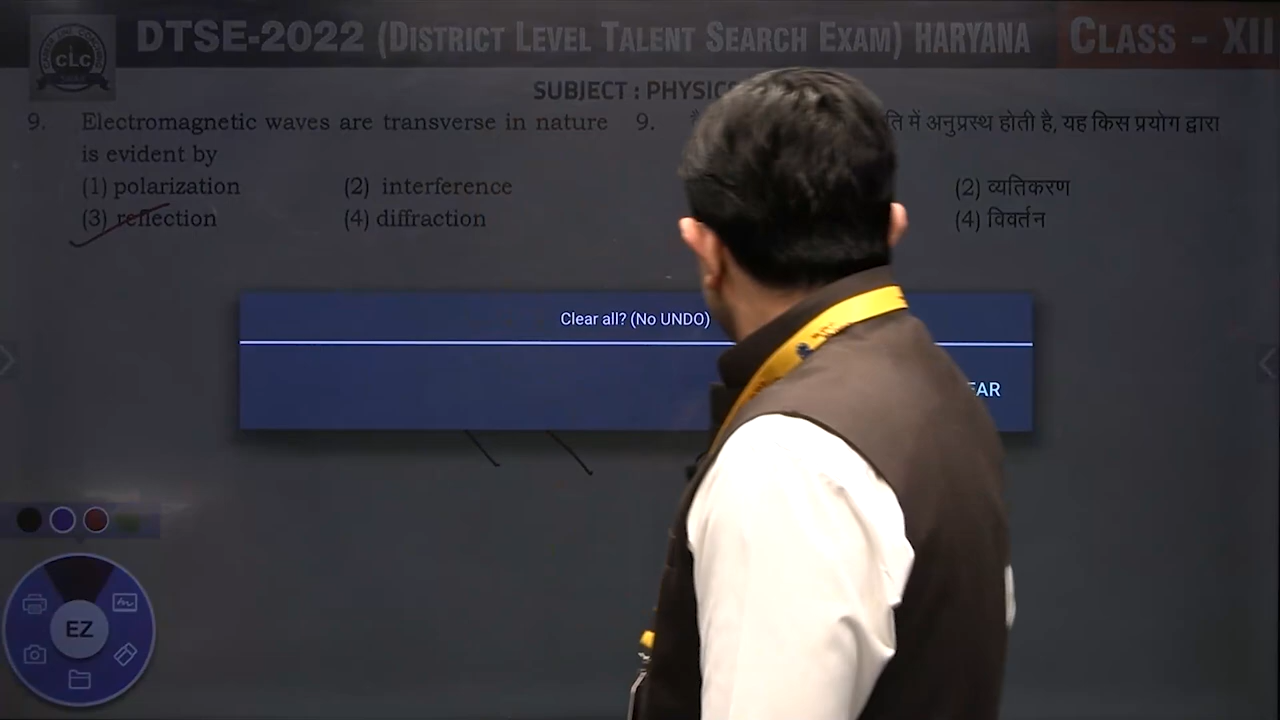 DTSE-2022 (DISTRICT LEVEL TALENT SEARCH EXAM) HARYANA CLASS - XII
CLC
SUBJECT : PHYSICS
9. Electromagnetic waves are transverse in nature
is evident by
(1) polarization (2) interference
(3) reflection (4) diffraction
9. में अनुप्रस्थ होती है, यह किस प्रयोग द्वारा
(2) व्यतिकरण
(4) विवर्तन
Clear all? (No UNDO)
EZ